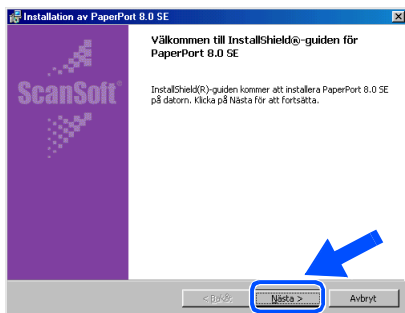 Installation av PaperPort 8.0 SE
Välkommen till InstallShield®-guiden för
PaperPort 8.0 SE
ScanSoft®
InstallShield(R)-guiden kommer att installera PaperPort 8.0 SE
på datorn. Klicka på Nästa för att fortsätta.
< Bakåt
Nästa >
Avbryt